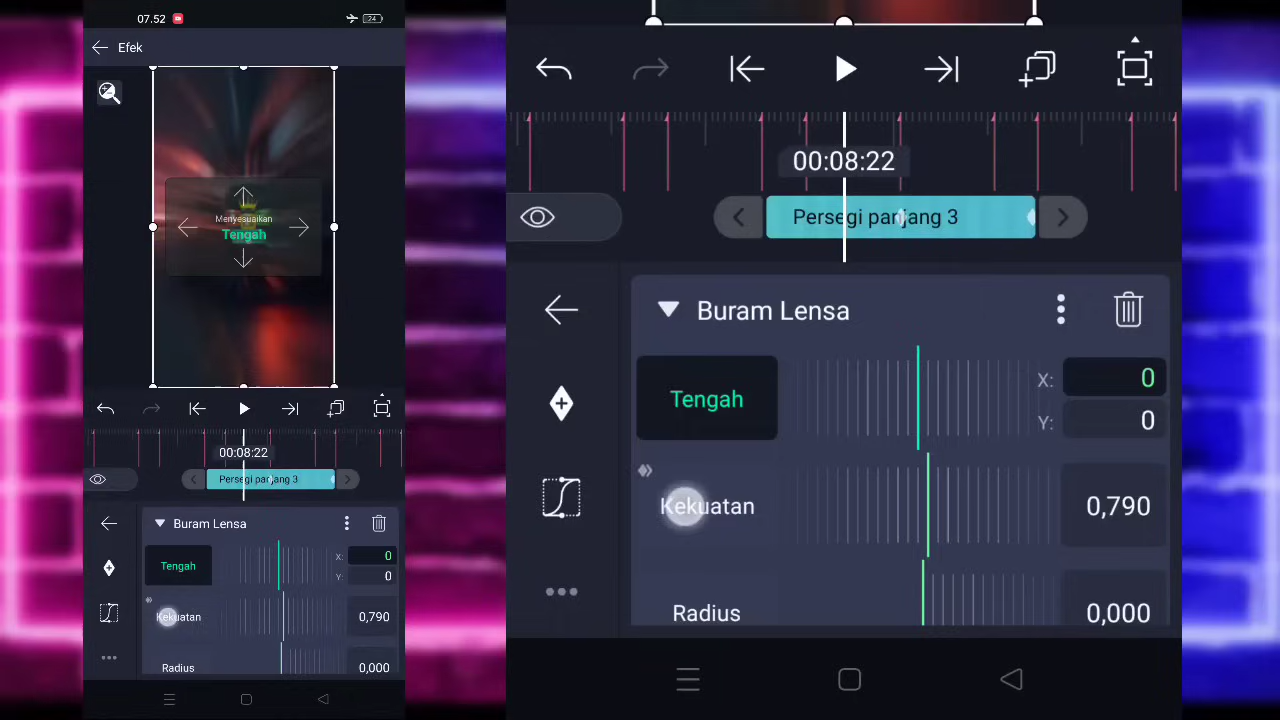 07.52
24
Efek
Menyesuaikan
Tengah
00:08:22
Persegi panjang 3
Buram Lensa
Tengah
X: 0
Y: 0
Kekuatan
0,790
Radius
0,000
00:08:22
Persegi panjang 3
Buram Lensa
Tengah
X: 0
Y: 0
Kekuatan
0,790
Radius
0,000